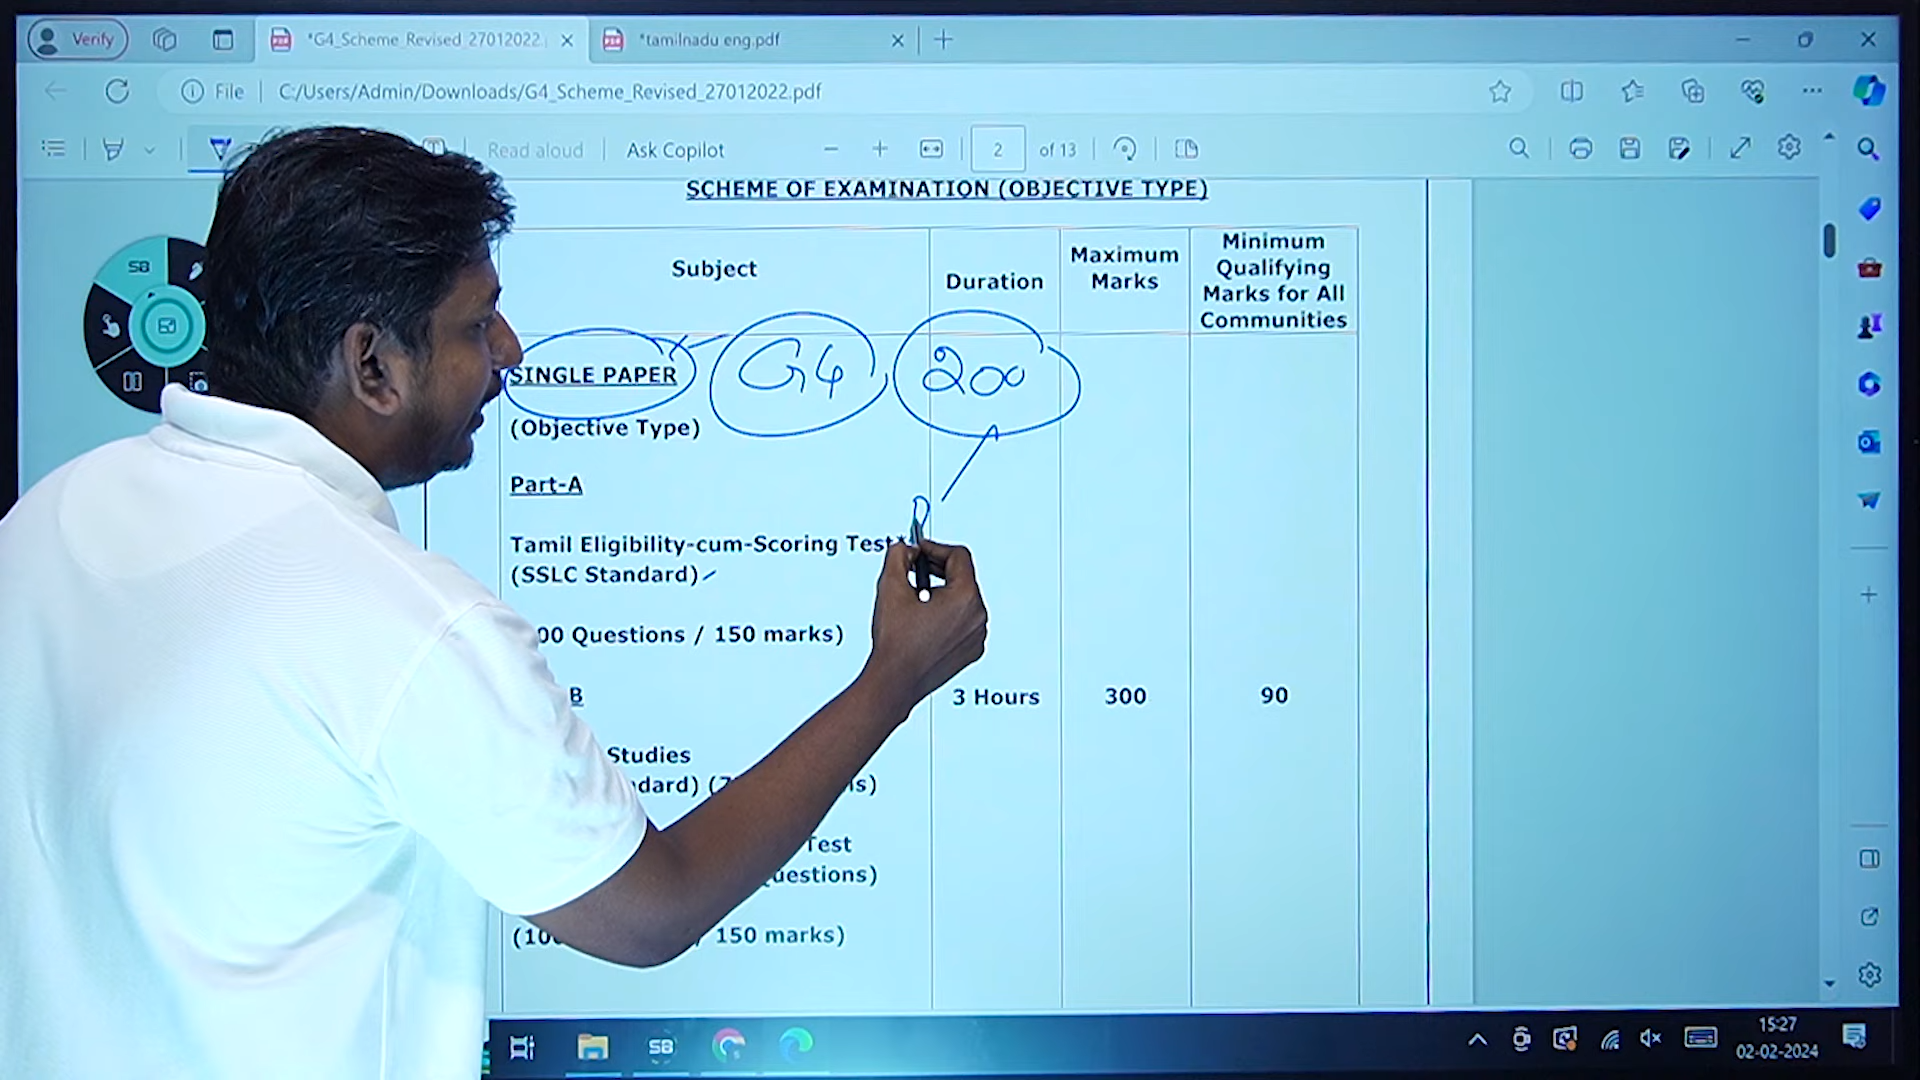 Verify
*G4_Scheme_Revised_27012022.
*tamilnadu eng.pdf
File
C:/Users/Admin/Downloads/G4_Scheme_Revised_27012022.pdf
Read aloud
Ask Copilot
2
of 13
SCHEME OF EXAMINATION (OBJECTIVE TYPE)
Subject
Duration
Maximum
Marks
Minimum
Qualifying
Marks for All
Communities
SB
SINGLE PAPER
G4
200
(Objective Type)
Part-A
Tamil Eligibility-cum-Scoring Test*
(SSLC Standard)
00 Questions / 150 marks)
B
3 Hours
300
90
Studies
dard)
Test
uestions)
(10
/ 150 marks)
SB
15:27
02-02-2024